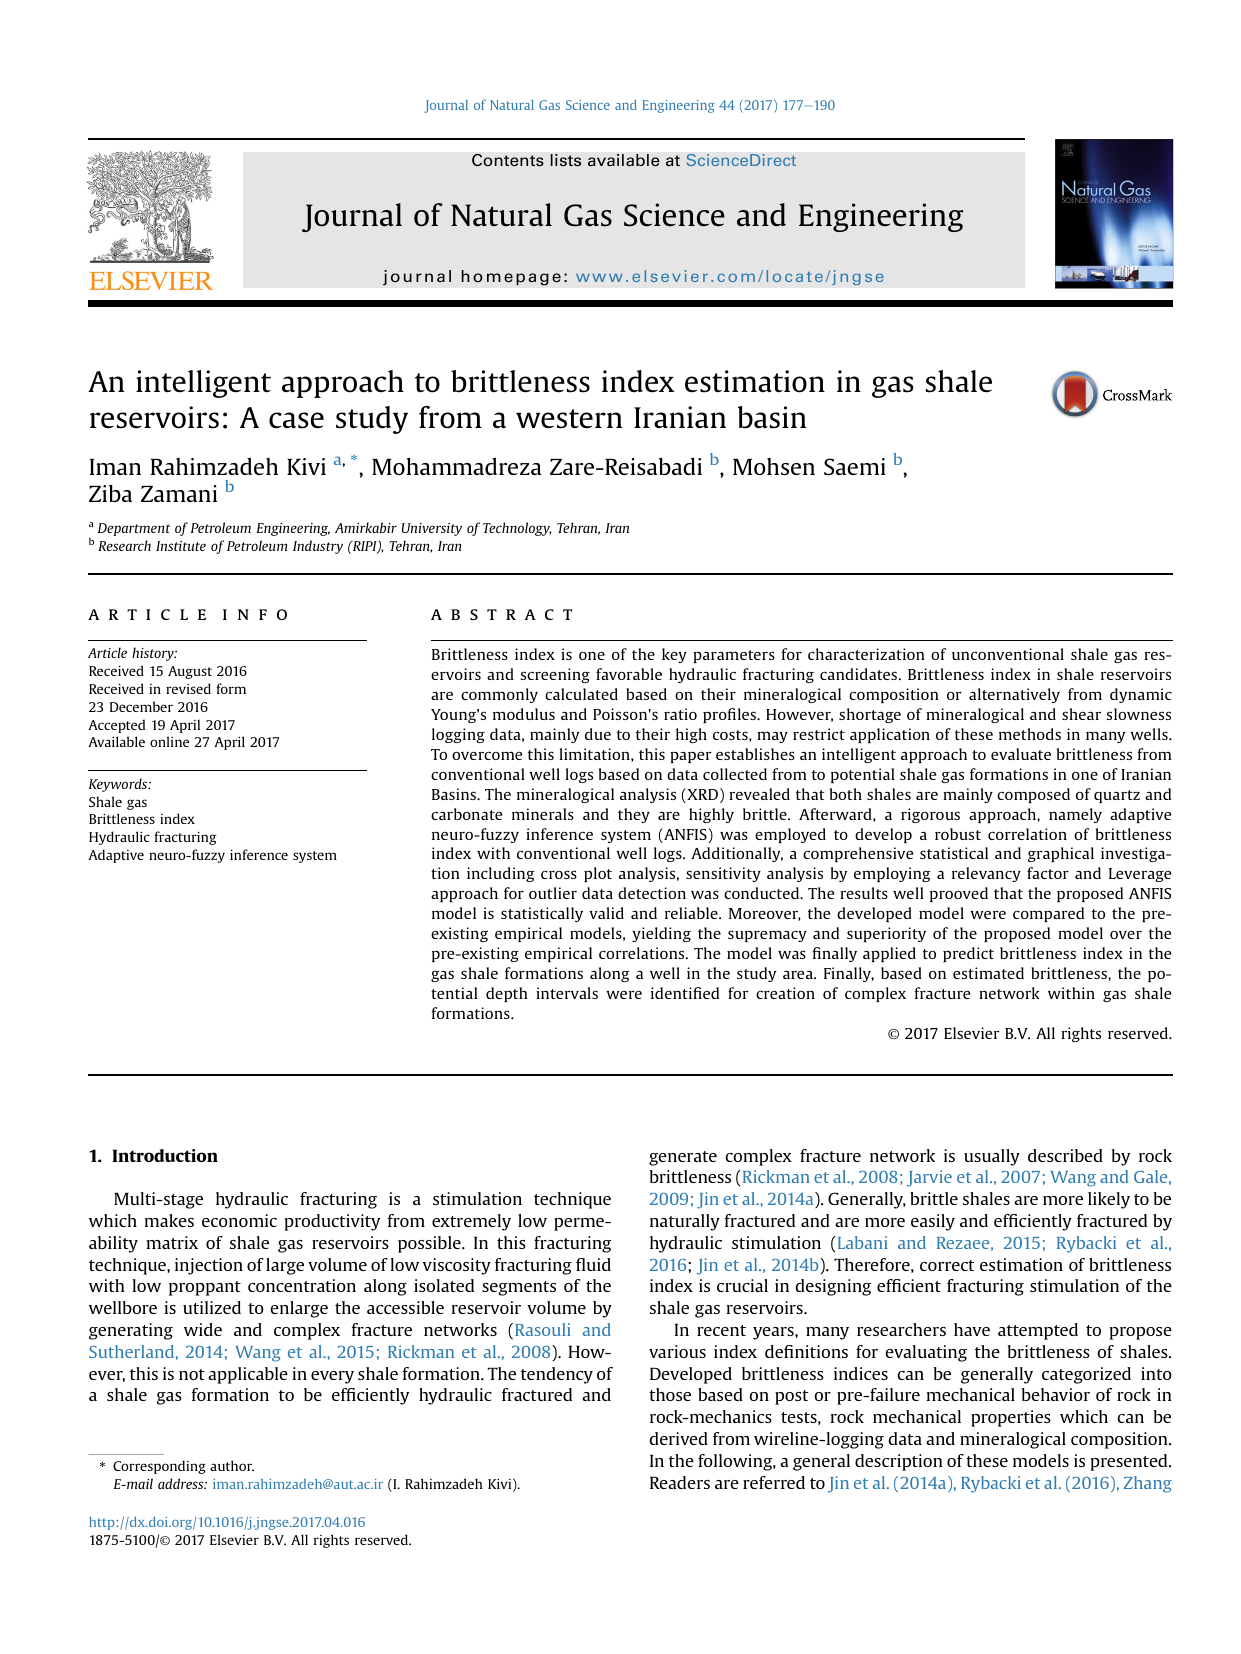 Journal of Natural Gas Science and Engineering 44 (2017) 177–190
Contents lists available at ScienceDirect
Journal of Natural Gas Science and Engineering
journal homepage: www.elsevier.com/locate/jngse
ELSEVIER
Natural Gas
SCIENCE AND ENGINEERING
An intelligent approach to brittleness index estimation in gas shale
reservoirs: A case study from a western Iranian basin
CrossMark
Iman Rahimzadeh Kivi a, *, Mohammadreza Zare-Reisabadi b, Mohsen Saemi b,
Ziba Zamani b
a Department of Petroleum Engineering, Amirkabir University of Technology, Tehran, Iran
b Research Institute of Petroleum Industry (RIPI), Tehran, Iran
ARTICLE INFO
Article history:
Received 15 August 2016
Received in revised form
23 December 2016
Accepted 19 April 2017
Available online 27 April 2017
Keywords:
Shale gas
Brittleness index
Hydraulic fracturing
Adaptive neuro-fuzzy inference system
ABSTRACT
Brittleness index is one of the key parameters for characterization of unconventional shale gas res-
ervoirs and screening favorable hydraulic fracturing candidates. Brittleness index in shale reservoirs
are commonly calculated based on their mineralogical composition or alternatively from dynamic
Young's modulus and Poisson's ratio profiles. However, shortage of mineralogical and shear slowness
logging data, mainly due to their high costs, may restrict application of these methods in many wells.
To overcome this limitation, this paper establishes an intelligent approach to evaluate brittleness from
conventional well logs based on data collected from to potential shale gas formations in one of Iranian
Basins. The mineralogical analysis (XRD) revealed that both shales are mainly composed of quartz and
carbonate minerals and they are highly brittle. Afterward, a rigorous approach, namely adaptive
neuro-fuzzy inference system (ANFIS) was employed to develop a robust correlation of brittleness
index with conventional well logs. Additionally, a comprehensive statistical and graphical investiga-
tion including cross plot analysis, sensitivity analysis by employing a relevancy factor and Leverage
approach for outlier data detection was conducted. The results well prooved that the proposed ANFIS
model is statistically valid and reliable. Moreover, the developed model were compared to the pre-
existing empirical models, yielding the supremacy and superiority of the proposed model over the
pre-existing empirical correlations. The model was finally applied to predict brittleness index in the
gas shale formations along a well in the study area. Finally, based on estimated brittleness, the po-
tential depth intervals were identified for creation of complex fracture network within gas shale
formations.
© 2017 Elsevier B.V. All rights reserved.
1. Introduction
Multi-stage hydraulic fracturing is a stimulation technique
which makes economic productivity from extremely low perme-
ability matrix of shale gas reservoirs possible. In this fracturing
technique, injection of large volume of low viscosity fracturing fluid
with low proppant concentration along isolated segments of the
wellbore is utilized to enlarge the accessible reservoir volume by
generating wide and complex fracture networks (Rasouli and
Sutherland, 2014; Wang et al., 2015; Rickman et al., 2008). How-
ever, this is not applicable in every shale formation. The tendency of
a shale gas formation to be efficiently hydraulic fractured and
generate complex fracture network is usually described by rock
brittleness (Rickman et al., 2008; Jarvie et al., 2007; Wang and Gale,
2009; Jin et al., 2014a). Generally, brittle shales are more likely to be
naturally fractured and are more easily and efficiently fractured by
hydraulic stimulation (Labani and Rezaee, 2015; Rybacki et al.,
2016; Jin et al., 2014b). Therefore, correct estimation of brittleness
index is crucial in designing efficient fracturing stimulation of the
shale gas reservoirs.
In recent years, many researchers have attempted to propose
various index definitions for evaluating the brittleness of shales.
Developed brittleness indices can be generally categorized into
those based on post or pre-failure mechanical behavior of rock in
rock-mechanics tests, rock mechanical properties which can be
derived from wireline-logging data and mineralogical composition.
In the following, a general description of these models is presented.
Readers are referred to Jin et al. (2014a), Rybacki et al. (2016), Zhang
* Corresponding author.
E-mail address: iman.rahimzadeh@aut.ac.ir (I. Rahimzadeh Kivi).
http://dx.doi.org/10.1016/j.jngse.2017.04.016
1875-5100/© 2017 Elsevier B.V. All rights reserved.